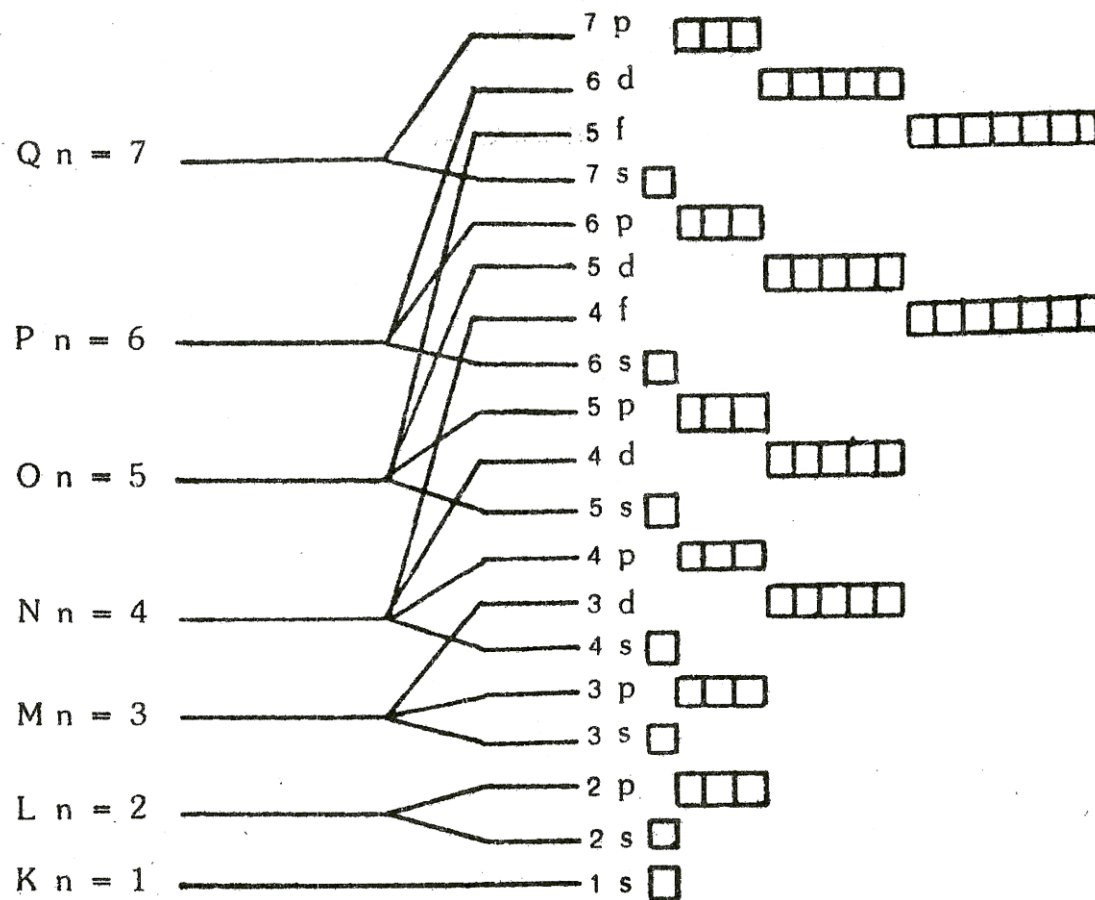 7 p
6 d
5 f
Q n = 7
7 s
6 p
5 d
4 f
P n = 6
6 s
5 p
4 d
O n = 5
5 s
4 p
3 d
N n = 4
4 s
3 p
M n = 3
3 s
2 p
L n = 2
2 s
K n = 1
1 s